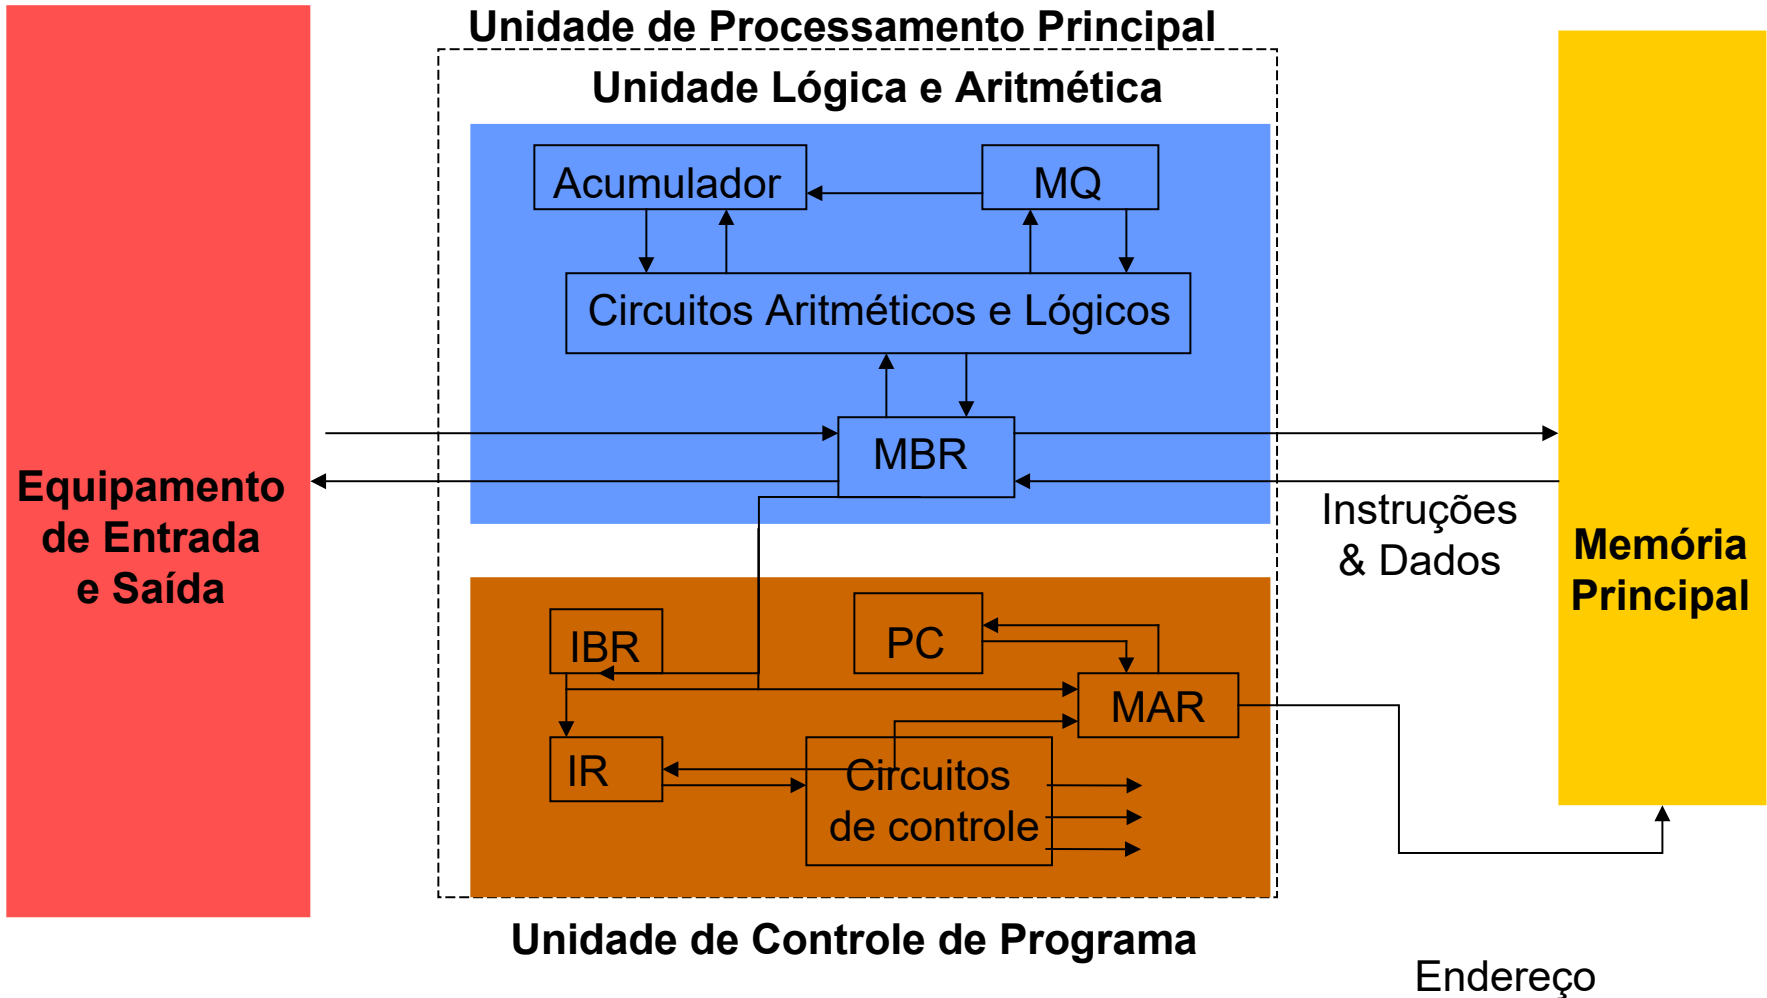 Unidade de Processamento Principal
Unidade Lógica e Aritmética
Acumulador
MQ
Circuitos Aritméticos e Lógicos
MBR
Equipamento
de Entrada
e Saída
Instruções
& Dados
Memória
Principal
IBR
PC
MAR
IR
Circuitos
de controle
Unidade de Controle de Programa
Endereço